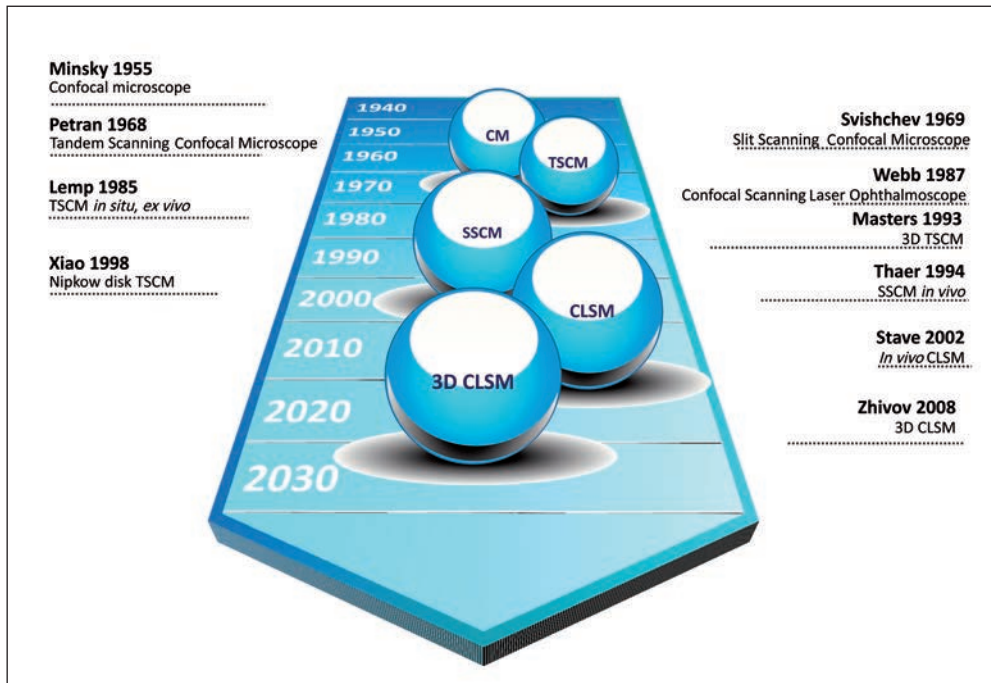 Minsky 1955
Confocal microscope
Petran 1968
Tandem Scanning Confocal Microscope
Lemp 1985
TSCM in situ, ex vivo
Xiao 1998
Nipkow disk TSCM
1940
1950
1960
1970
1980
1990
2000
2010
2020
2030
CM
TSCM
SSCM
CLSM
3D CLSM
Svishchev 1969
Slit Scanning Confocal Microscope
Webb 1987
Confocal Scanning Laser Ophthalmoscope
Masters 1993
3D TSCM
Thaer 1994
SSCM in vivo
Stave 2002
In vivo CLSM
Zhivov 2008
3D CLSM